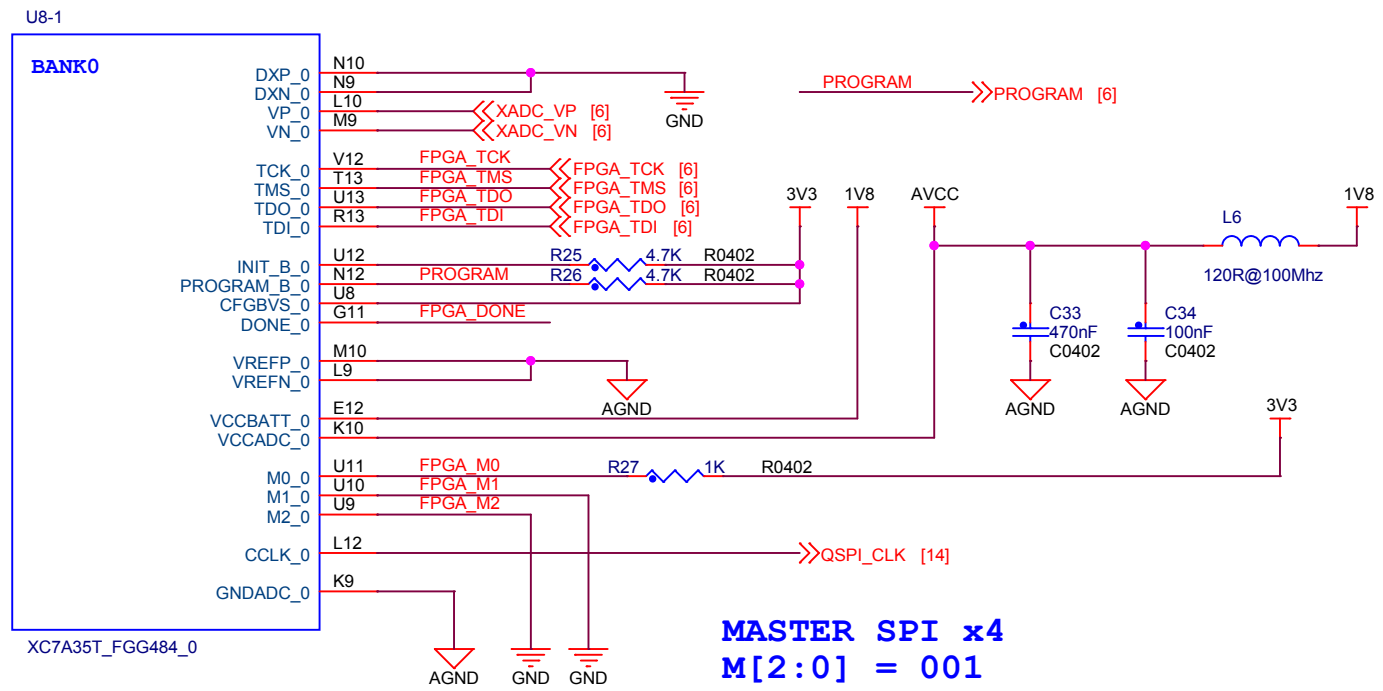 U8-1
BANK0
DXP_0 N10
DXN_0 N9
VP_0 L10 XADC_VP [6]
VN_0 M9 XADC_VN [6]
GND
PROGRAM PROGRAM [6]
TCK_0 V12 FPGA_TCK FPGA_TCK [6]
TMS_0 T13 FPGA_TMS FPGA_TMS [6]
TDO_0 U13 FPGA_TDO FPGA_TDO [6]
TDI_0 R13 FPGA_TDI FPGA_TDI [6]
3V3 1V8 AVCC 1V8
L6
120R@100Mhz
INIT_B_0 U12 R25 4.7K R0402
PROGRAM_B_0 N12 PROGRAM R26 4.7K R0402
CFGBVS_0 U8
DONE_0 G11 FPGA_DONE
C33
470nF
C0402
C34
100nF
C0402
VREFP_0 M10
VREFN_0 L9
AGND AGND AGND
VCCBATT_0 E12
VCCADC_0 K10
3V3
M0_0 U11 FPGA_M0 R27 1K R0402
M1_0 U10 FPGA_M1
M2_0 U9 FPGA_M2
CCLK_0 L12 QSPI_CLK [14]
GNDADC_0 K9
AGND GND GND
XC7A35T_FGG484_0
MASTER SPI x4
M[2:0] = 001